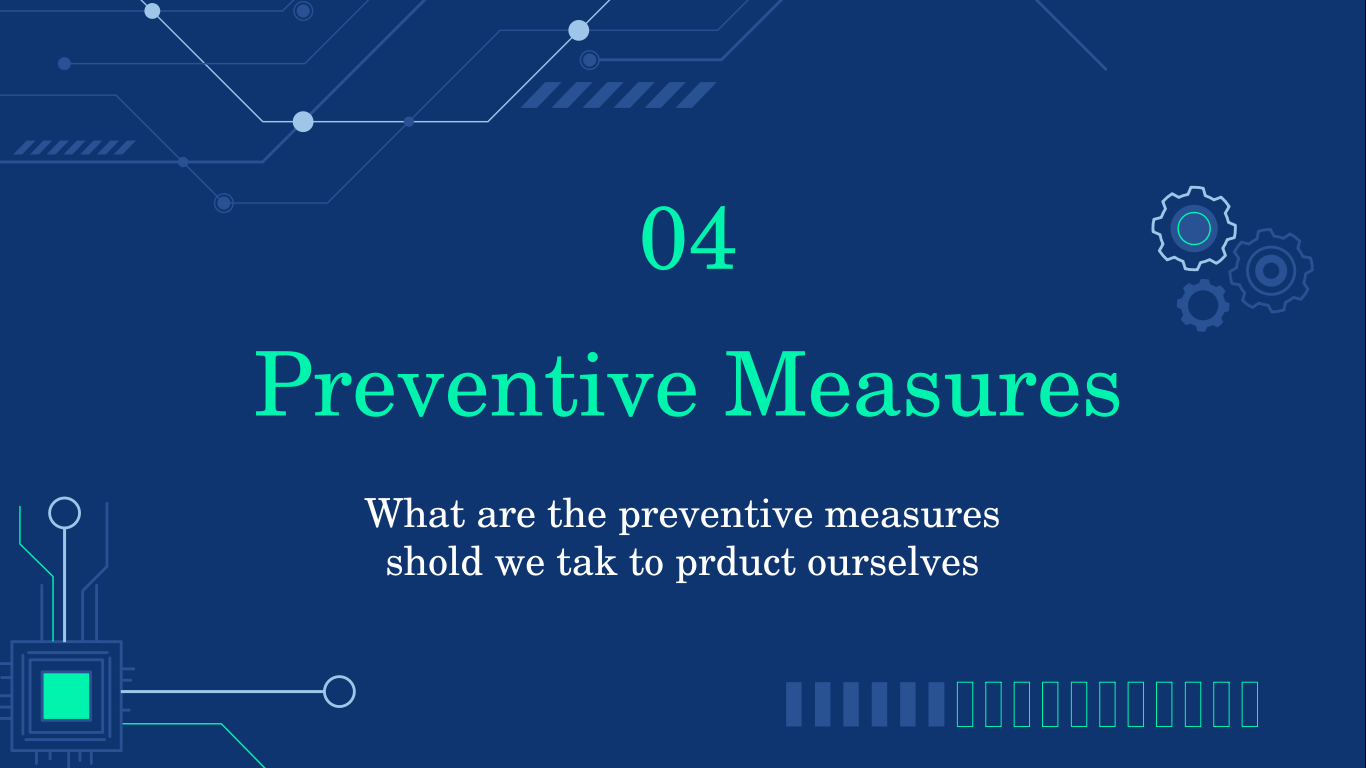 04
Preventive Measures
What are the preventive measures
shold we tak to prduct ourselves